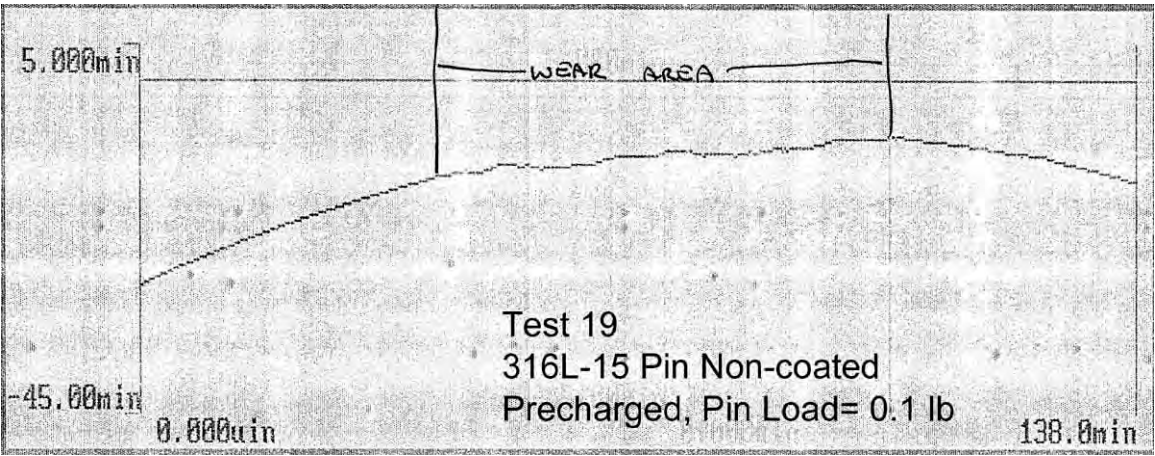 5.000min
WEAR AREA
Test 19
316L-15 Pin Non-coated
Precharged, Pin Load= 0.1 lb
-45.00min
0.000uin
138.0min